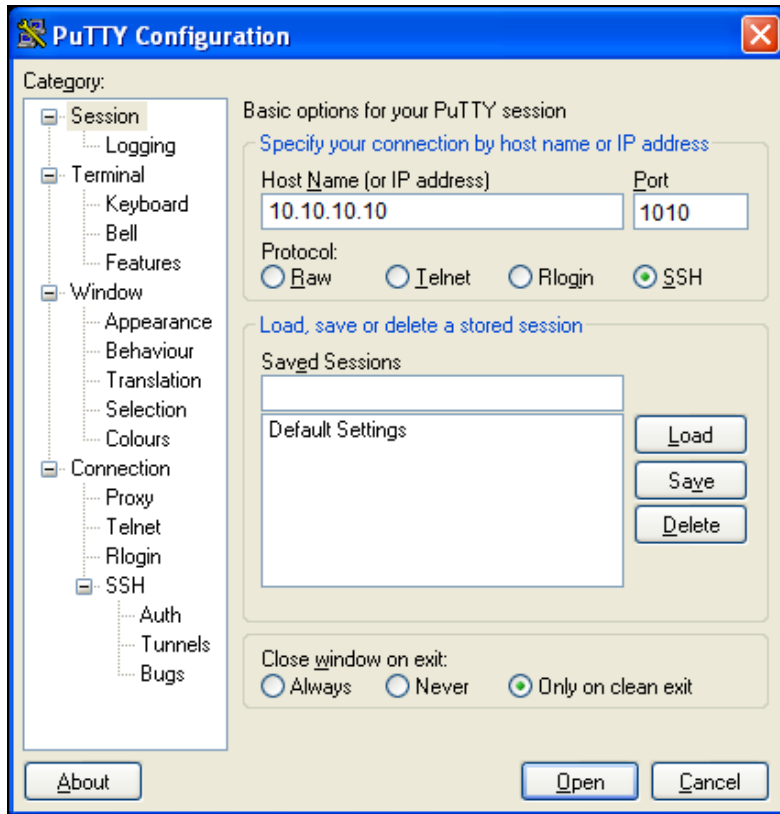 PuTTY Configuration
Category:
Session
Logging
Terminal
Keyboard
Bell
Features
Window
Appearance
Behaviour
Translation
Selection
Colours
Connection
Proxy
Telnet
Rlogin
SSH
Auth
Tunnels
Bugs
Basic options for your PuTTY session
Specify your connection by host name or IP address
Host Name (or IP address) Port
10.10.10.10 1010
Protocol:
Raw Telnet Rlogin SSH
Load, save or delete a stored session
Saved Sessions
Default Settings
Load
Save
Delete
Close window on exit:
Always Never Only on clean exit
About Open Cancel